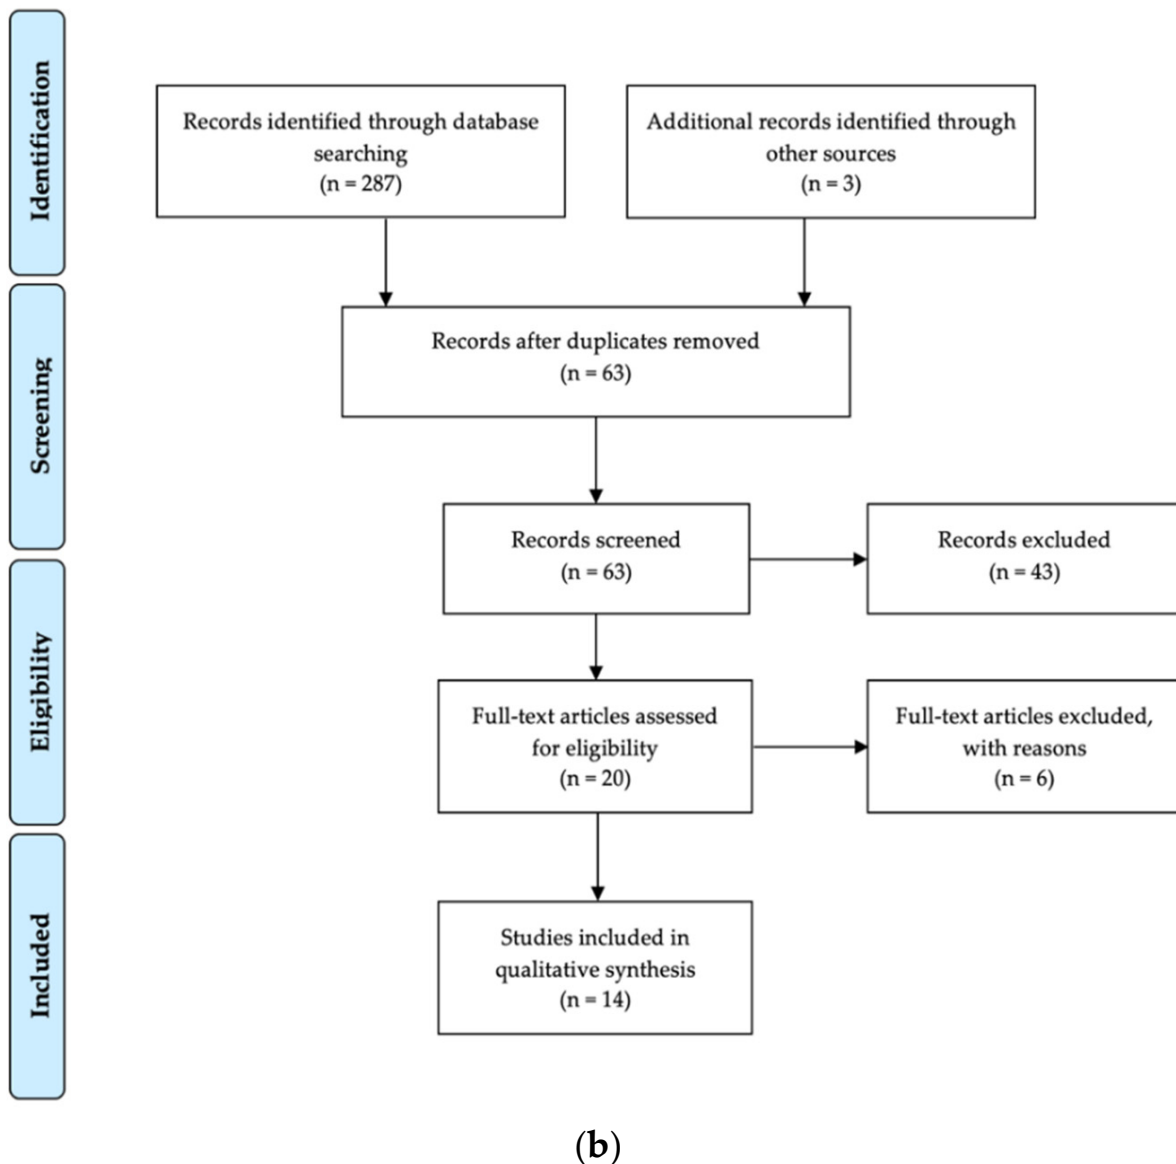 Identification
Records identified through database
searching
(n = 287)
Additional records identified through
other sources
(n = 3)
Screening
Records after duplicates removed
(n = 63)
Records screened
(n = 63)
Records excluded
(n = 43)
Eligibility
Full-text articles assessed
for eligibility
(n = 20)
Full-text articles excluded,
with reasons
(n = 6)
Included
Studies included in
qualitative synthesis
(n = 14)
(b)